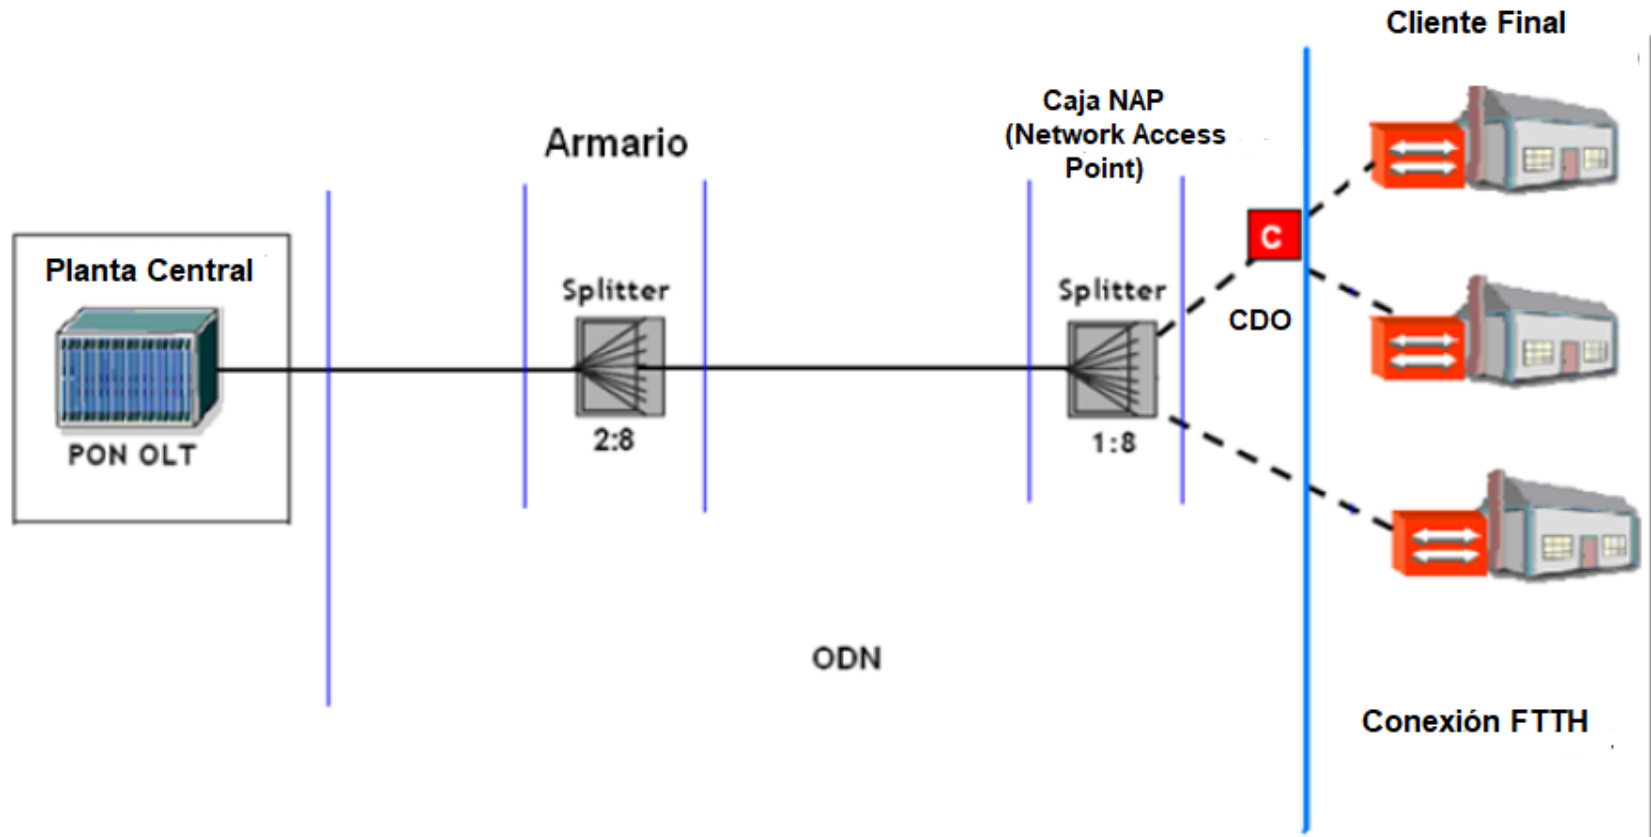 Cliente Final
Caja NAP
(Network Access
Point)
Armario
Planta Central
Splitter
Splitter
C
CDO
2:8
1:8
PON OLT
ODN
Conexión FTTH